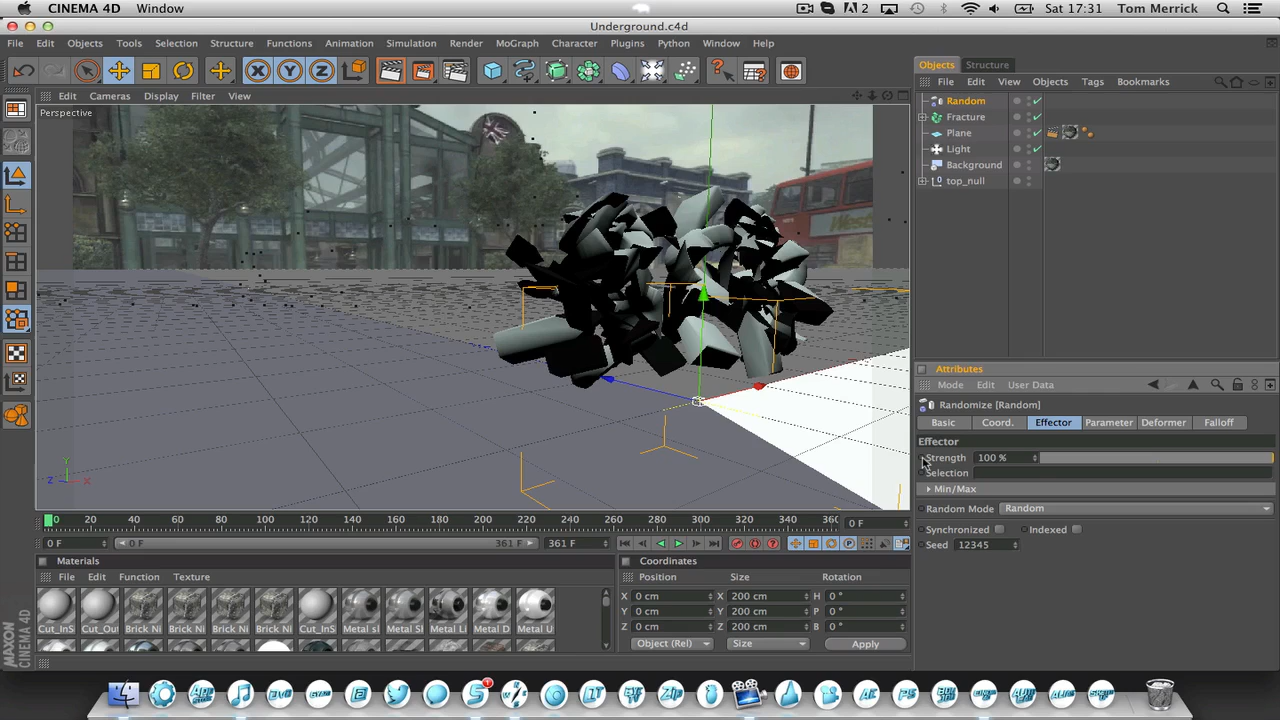 CINEMA 4D Window
2 Sat 17:31 Tom Merrick
Underground.c4d
File Edit Objects Tools Selection Structure Functions Animation Simulation Render MoGraph Character Plugins Python Window Help
X Y Z
Edit Cameras Display Filter View
Perspective
Y
Z X
0 20 40 60 80 100 120 140 160 180 200 220 240 260 280 300 320 340 36 0 F
0 F 0 F 361 F 361 F
Materials
File Edit Function Texture
Cut_InS Cut_Out Brick Ni Brick Ni Brick Ni Brick Ni Cut_InS Metal sl Metal Sl Metal Li Metal D Metal U
Coordinates
Position Size Rotation
X 0 cm X 200 cm H 0 °
Y 0 cm Y 200 cm P 0 °
Z 0 cm Z 200 cm B 0 °
Object (Rel) Size Apply
MAXON
CINEMA 4D
Objects Structure
File Edit View Objects Tags Bookmarks
Random
Fracture
Plane
Light
Background
top_null
Attributes
Mode Edit User Data
Randomize [Random]
Basic Coord. Effector Parameter Deformer Falloff
Effector
Strength 100 %
Selection
Min/Max
Random Mode Random
Synchronized Indexed
Seed 12345